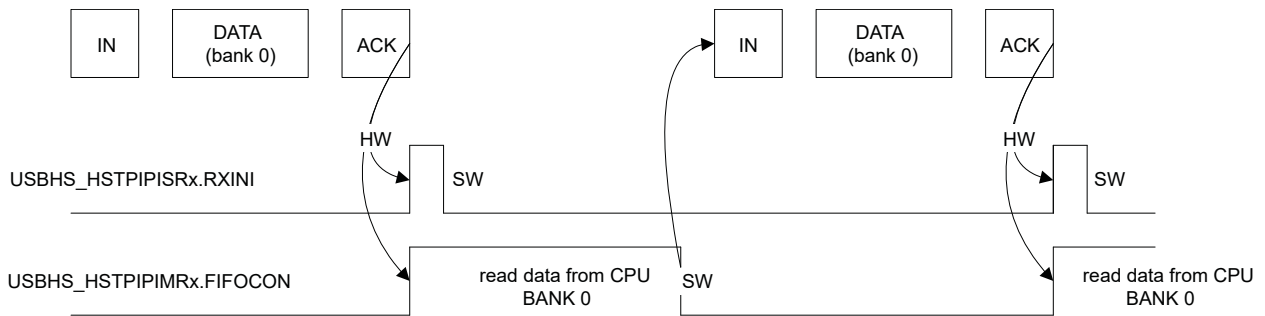 IN
DATA
(bank 0)
ACK
IN
DATA
(bank 0)
ACK
HW
HW
USBHS_HSTPIPISRx.RXINI
SW
SW
USBHS_HSTPIPIMRx.FIFOCON
read data from CPU
BANK 0
SW
read data from CPU
BANK 0